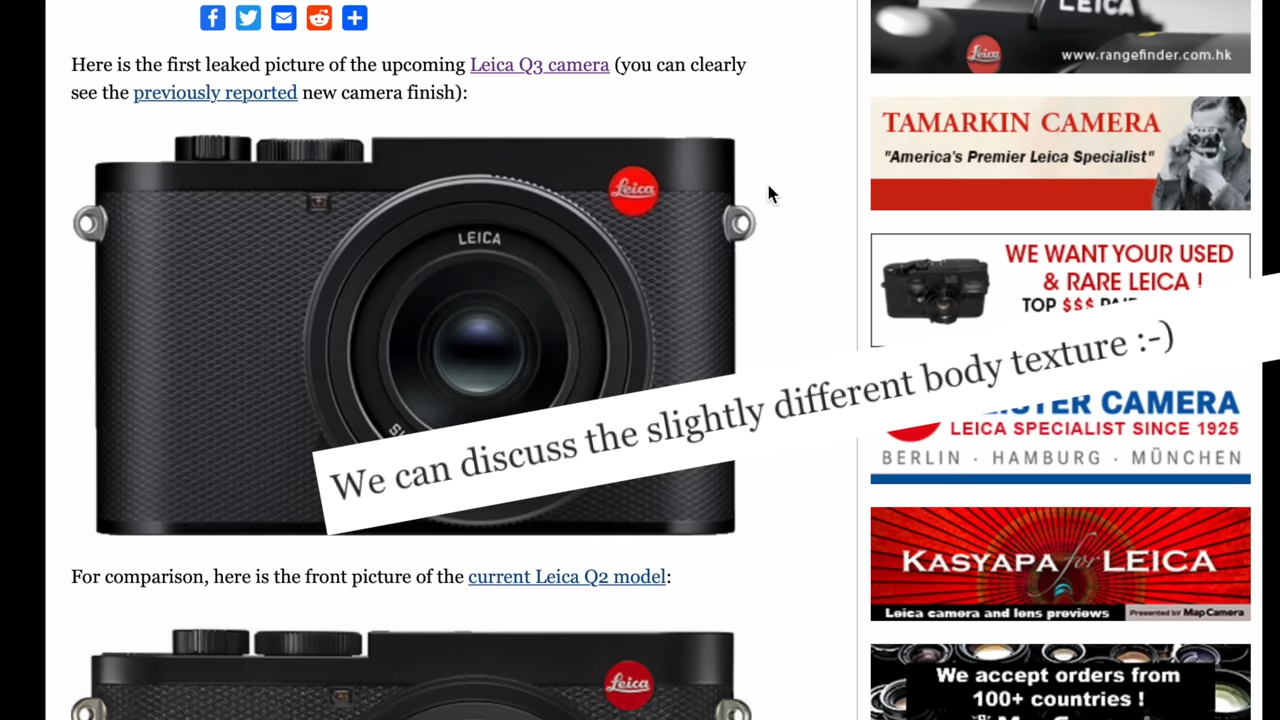 Here is the first leaked picture of the upcoming Leica Q3 camera (you can clearly
see the previously reported new camera finish):
Leica
LEICA
We can discuss the slightly different body texture :-)
For comparison, here is the front picture of the current Leica Q2 model:
Leica
LEICA
Leica
www.rangefinder.com.hk
TAMARKIN CAMERA
"America's Premier Leica Specialist"
WE WANT YOUR USED
& RARE LEICA !
TOP $$$
CAMERA
LEICA SPECIALIST SINCE 1925
BERLIN · HAMBURG · MÜNCHEN
KASYAPA for LEICA
Leica camera and lens previews
Presented by MapCamera
We accept orders from
100+ countries !